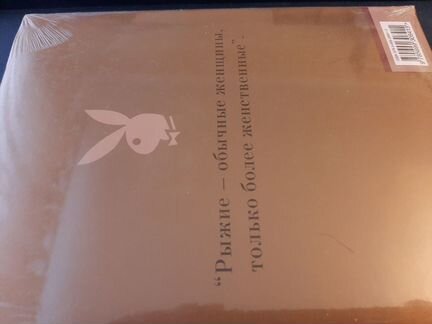 “Рыжие – обычные женщины,
только более женственные”.